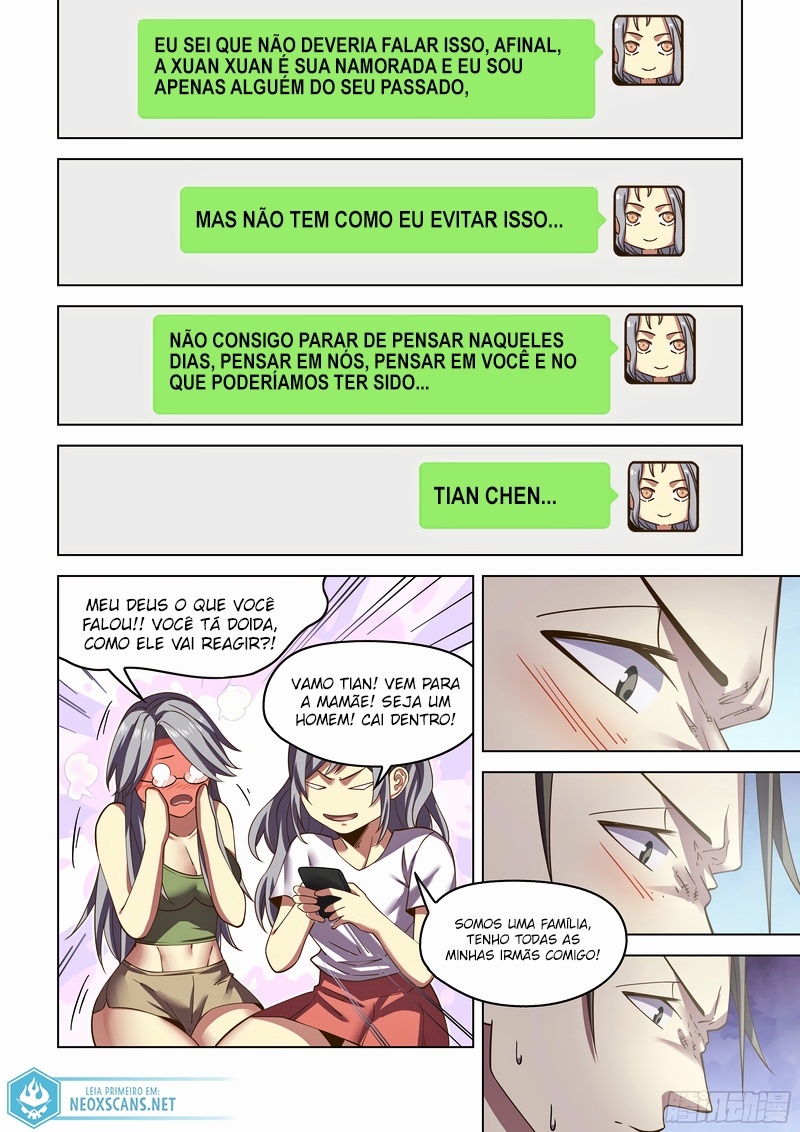 EU SEI QUE NÃO DEVERIA FALAR ISSO, AFINAL,
A XUAN XUAN É SUA NAMORADA E EU SOU
APENAS ALGUÉM DO SEU PASSADO,
MAS NÃO TEM COMO EU EVITAR ISSO...
NÃO CONSIGO PARAR DE PENSAR NAQUELES
DIAS, PENSAR EM NÓS, PENSAR EM VOCÊ E NO
QUE PODERÍAMOS TER SIDO...
TIAN CHEN...
MEU DEUS O QUE VOCÊ
FALOU!! VOCÊ TÁ DOIDA,
COMO ELE VAI REAGIR?!
VAMO TIAN! VEM PARA
A MAMÃE! SEJA UM
HOMEM! CAI DENTRO!
SOMOS UMA FAMÍLIA,
TENHO TODAS AS
MINHAS IRMÃS COMIGO!
LEIA PRIMEIRO EM:
NEOXSCANS.NET
腾讯动漫